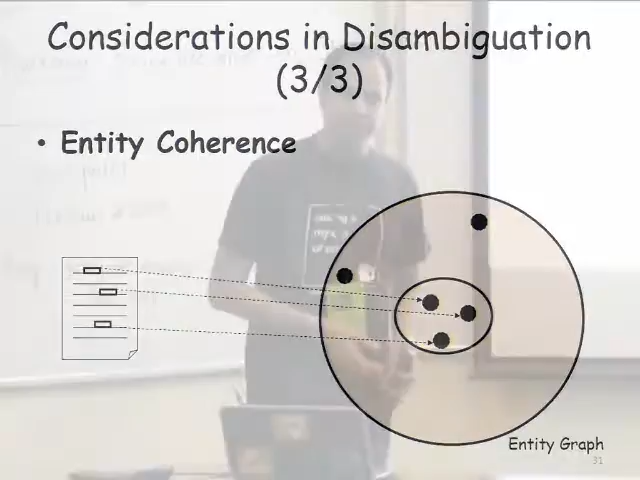 Considerations in Disambiguation
(3/3)
• Entity Coherence
Entity Graph
31